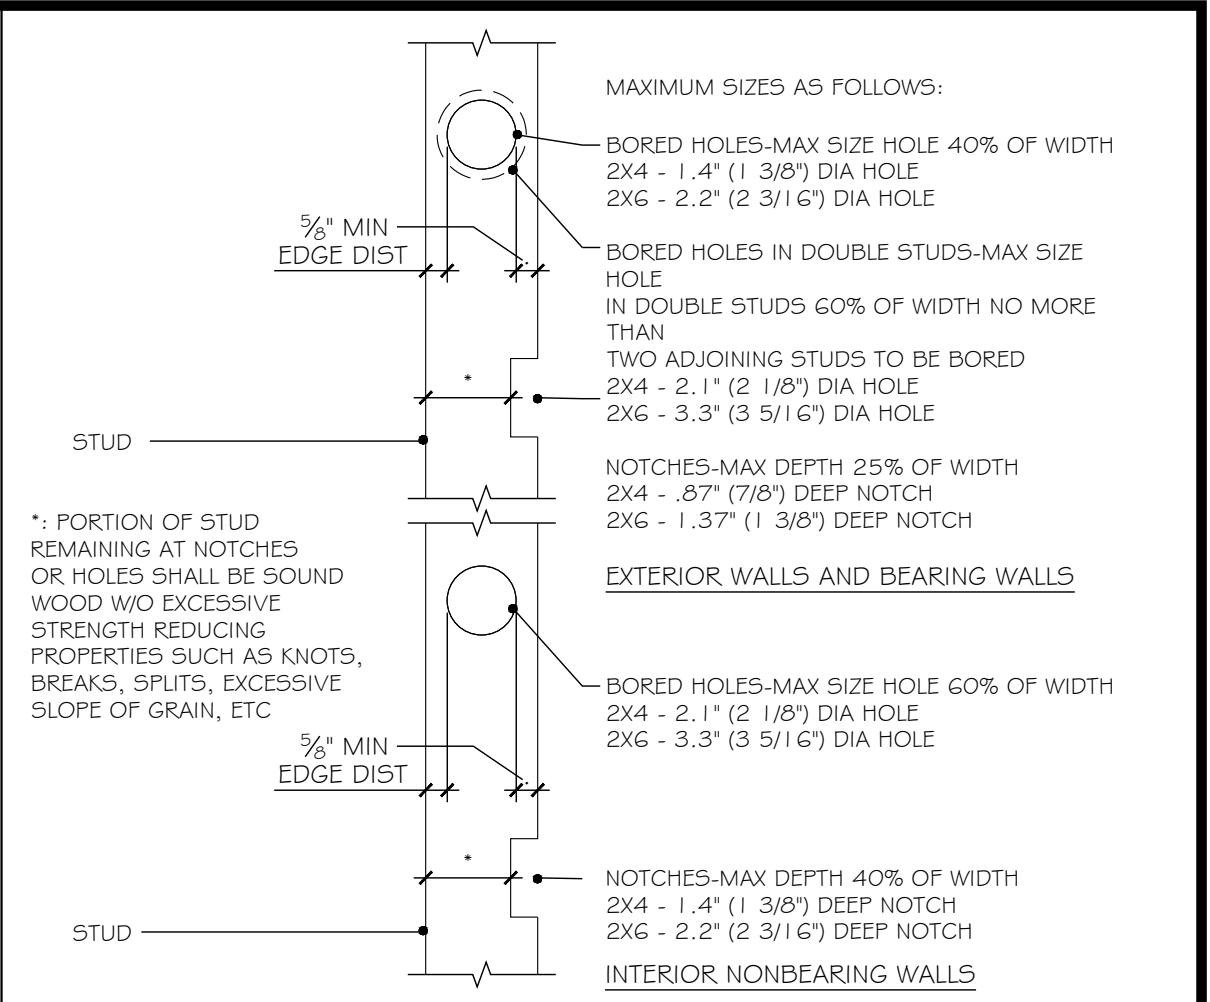 MAXIMUM SIZES AS FOLLOWS:
BORED HOLES-MAX SIZE HOLE 40% OF WIDTH
2X4 - 1.4" (1 3/8") DIA HOLE
2X6 - 2.2" (2 3/16") DIA HOLE
5/8" MIN
EDGE DIST
BORED HOLES IN DOUBLE STUDS-MAX SIZE
HOLE
IN DOUBLE STUDS 60% OF WIDTH NO MORE
THAN
TWO ADJOINING STUDS TO BE BORED
2X4 - 2.1" (2 1/8") DIA HOLE
2X6 - 3.3" (3 5/16") DIA HOLE
*
STUD
NOTCHES-MAX DEPTH 25% OF WIDTH
2X4 - .87" (7/8") DEEP NOTCH
2X6 - 1.37" (1 3/8") DEEP NOTCH
EXTERIOR WALLS AND BEARING WALLS
*: PORTION OF STUD
REMAINING AT NOTCHES
OR HOLES SHALL BE SOUND
WOOD W/O EXCESSIVE
STRENGTH REDUCING
PROPERTIES SUCH AS KNOTS,
BREAKS, SPLITS, EXCESSIVE
SLOPE OF GRAIN, ETC
BORED HOLES-MAX SIZE HOLE 60% OF WIDTH
2X4 - 2.1" (2 1/8") DIA HOLE
2X6 - 3.3" (3 5/16") DIA HOLE
5/8" MIN
EDGE DIST
*
STUD
NOTCHES-MAX DEPTH 40% OF WIDTH
2X4 - 1.4" (1 3/8") DEEP NOTCH
2X6 - 2.2" (2 3/16") DEEP NOTCH
INTERIOR NONBEARING WALLS